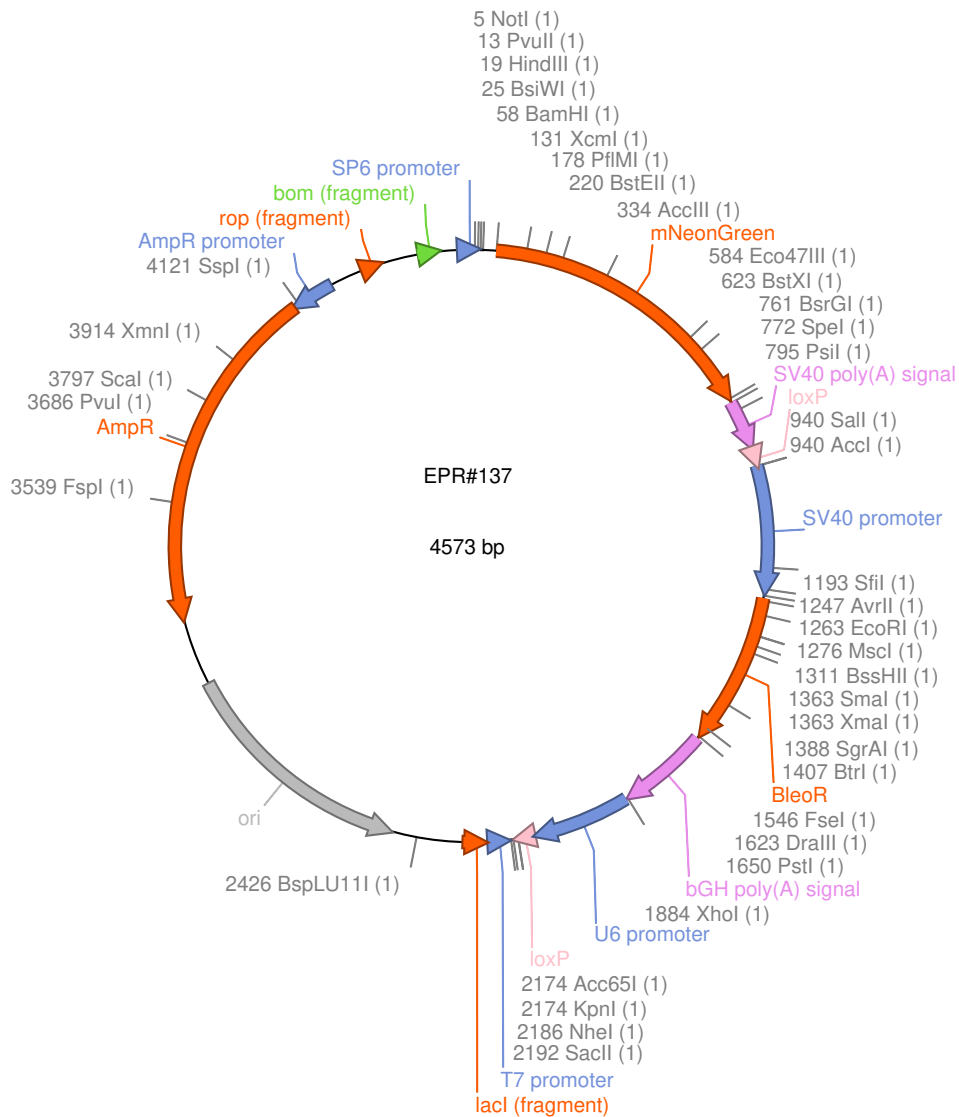 5 NotI (1)
13 PvuII (1)
19 HindIII (1)
25 BsiWI (1)
58 BamHI (1)
131 XcmI (1)
178 PflMI (1)
220 BstEII (1)
334 AccIII (1)
mNeonGreen
584 Eco47III (1)
623 BstXI (1)
761 BsrGI (1)
772 SpeI (1)
795 PsiI (1)
SV40 poly(A) signal
loxP
940 SalI (1)
940 AccI (1)
SV40 promoter
1193 SfiI (1)
1247 AvrII (1)
1263 EcoRI (1)
1276 MscI (1)
1311 BssHII (1)
1363 SmaI (1)
1363 XmaI (1)
1388 SgrAI (1)
1407 BtrI (1)
BleoR
1546 FseI (1)
1623 DraIII (1)
1650 PstI (1)
bGH poly(A) signal
1884 XhoI (1)
U6 promoter
loxP
2174 Acc65I (1)
2174 KpnI (1)
2186 NheI (1)
2192 SacII (1)
T7 promoter
lacI (fragment)
2426 BspLU11I (1)
ori
3539 FspI (1)
AmpR
3686 PvuI (1)
3797 ScaI (1)
3914 XmnI (1)
4121 SspI (1)
AmpR promoter
rop (fragment)
bom (fragment)
SP6 promoter
EPR#137
4573 bp